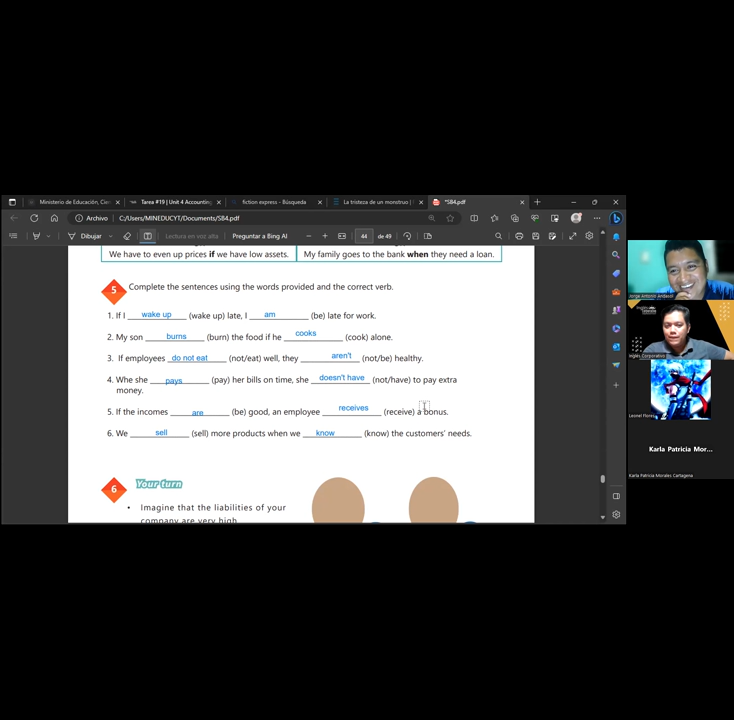 Ministerio de Educación, Cien
Tarea #19 | Unit 4 Accounting
fiction express - Búsqueda
La tristeza de un monstruo |
*SB4.pdf
Archivo C:/Users/MINEDUCYT/Documents/SB4.pdf
Dibujar Lectura en voz alta Preguntar a Bing AI 44 de 49
We have to even up prices if we have low assets. My family goes to the bank when they need a loan.
5 Complete the sentences using the words provided and the correct verb.
1. If I wake up (wake up) late, I am (be) late for work.
2. My son burns (burn) the food if he cooks (cook) alone.
3. If employees do not eat (not/eat) well, they aren't (not/be) healthy.
4. Whe she pays (pay) her bills on time, she doesn't have (not/have) to pay extra
money.
5. If the incomes are (be) good, an employee receives (receive) a bonus.
6. We sell (sell) more products when we know (know) the customers' needs.
6 Your turn
• Imagine that the liabilities of your
company are very high
Jorge Antonio Andasol
Ingles Corporativo
Leonel Flores
Karla Patricia Mor...
Karla Patricia Morales Cartagena